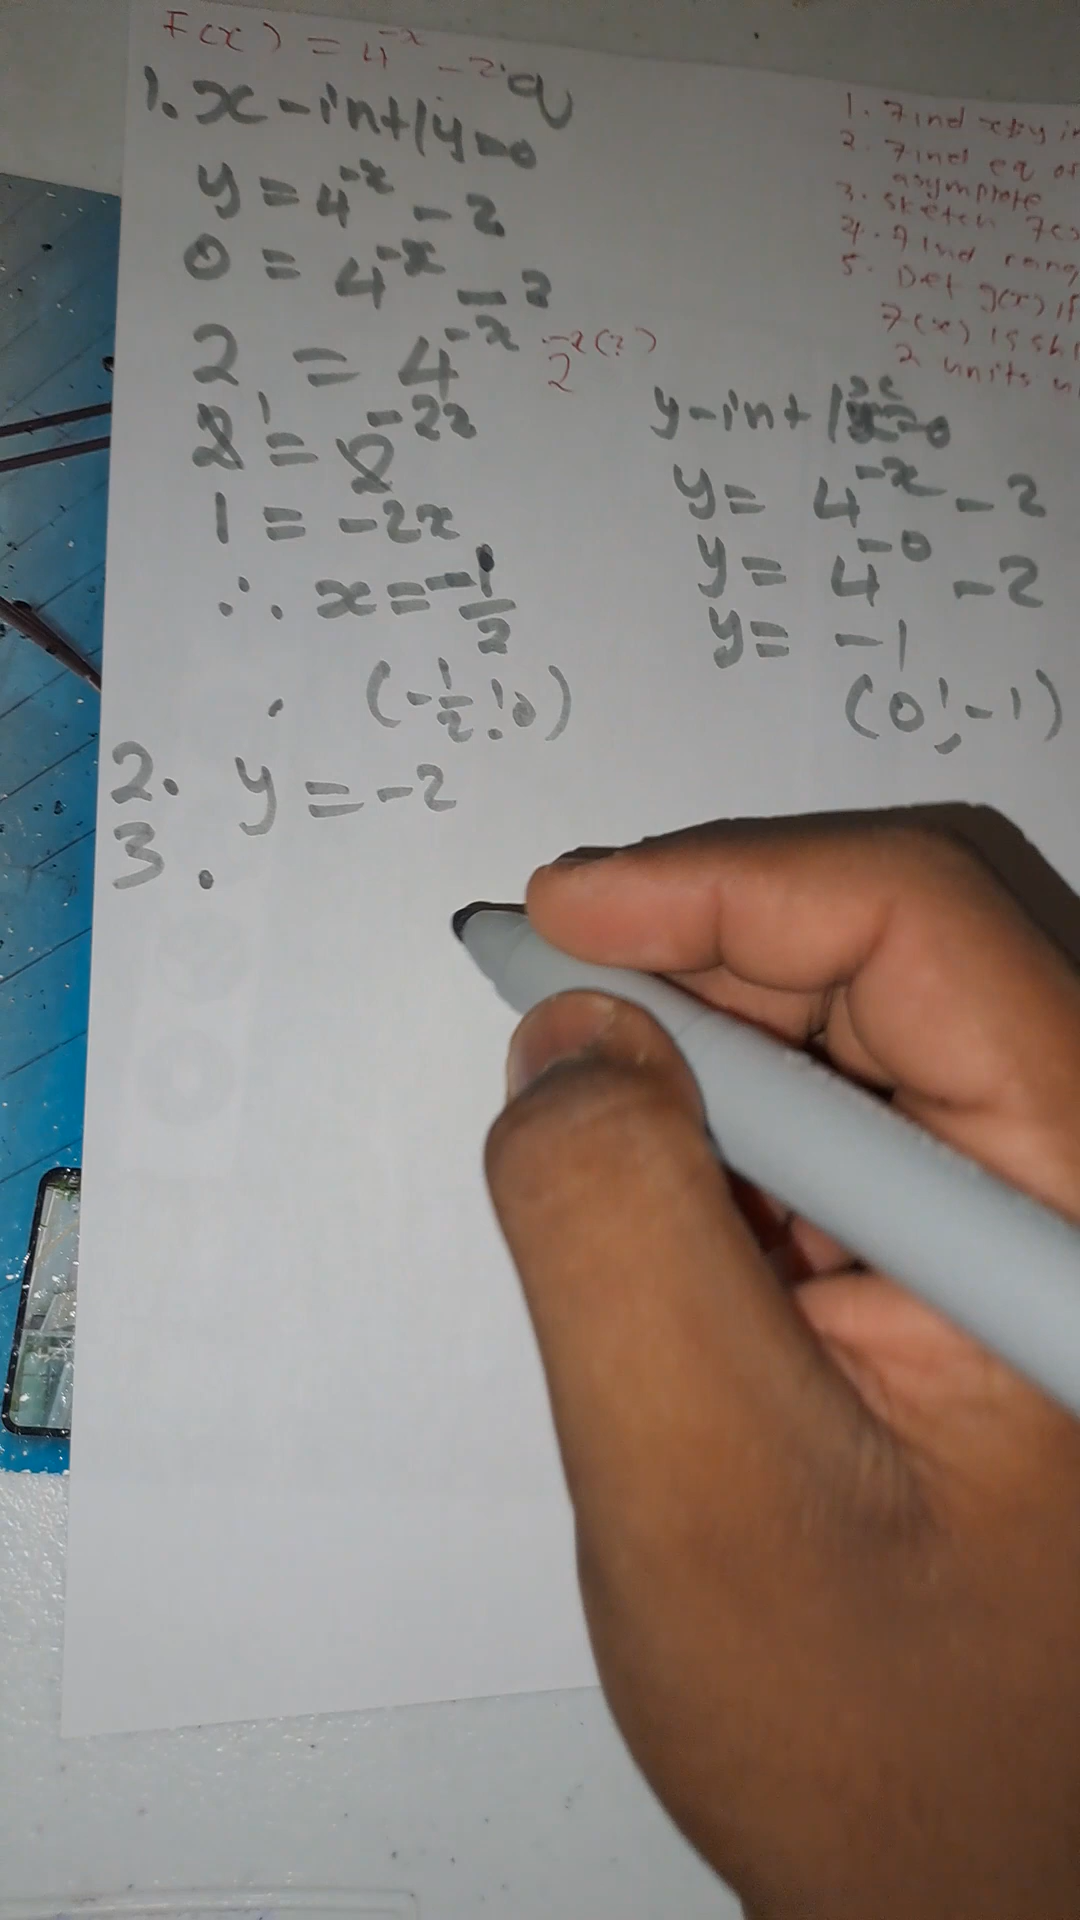 F(x) = 4^-x - 2 . q
1. x-int/y=0
y = 4^-x - 2
0 = 4^-x - 2
2 = 4^-x 2^-x(2)
2^1 = 2^-2x
1 = -2x
∴ x = -1/2
(-1/2 ; 0)
2. y = -2
3.
1. Find x & y in
2. Find eq of
asymptote
3. sketch F(x
4. Find rang
5. Det g(x) if
F(x) is sh
2 units u
y-int/x=0
y = 4^-x - 2
y = 4^-0 - 2
y = -1
(0 ; -1)